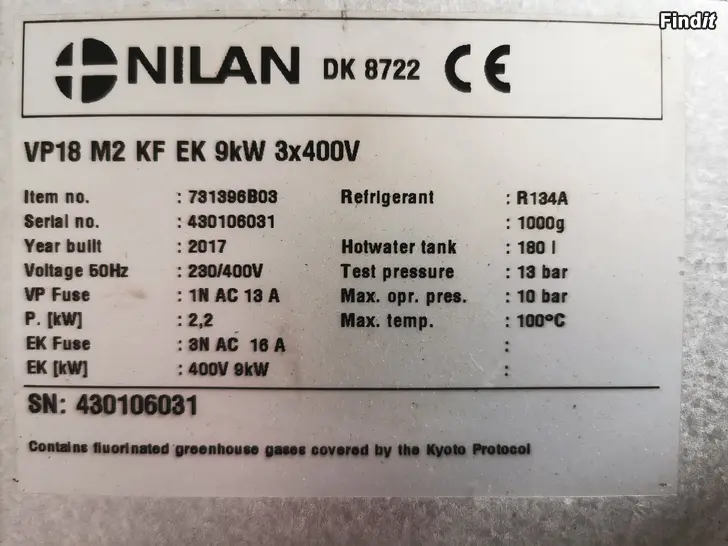 Findit
NILAN DK 8722 CE
VP18 M2 KF EK 9kW 3x400V
Item no. : 731396B03 Refrigerant : R134A
Serial no. : 430106031 : 1000g
Year built : 2017 Hotwater tank : 180 l
Voltage 50Hz : 230/400V Test pressure : 13 bar
VP Fuse : 1N AC 13 A Max. opr. pres. : 10 bar
P. [kW] : 2,2 Max. temp. : 100°C
EK Fuse : 3N AC 16 A :
EK [kW] : 400V 9kW :
SN: 430106031
Contains fluorinated greenhouse gases covered by the Kyoto Protocol